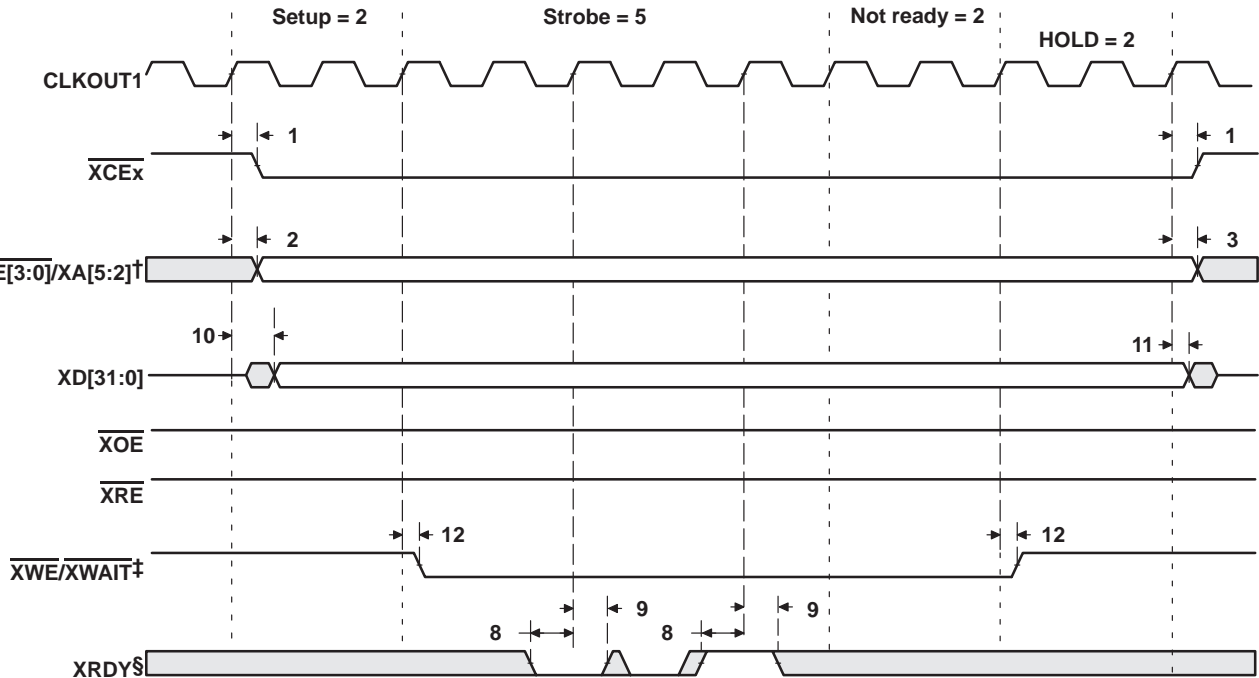 Setup = 2
Strobe = 5
Not ready = 2
HOLD = 2
CLKOUT1
1
1
XCEx
2
3
E[3:0]/XA[5:2]†
10
11
XD[31:0]
XOE
XRE
12
12
XWE/XWAIT‡
8
9
8
9
XRDY§